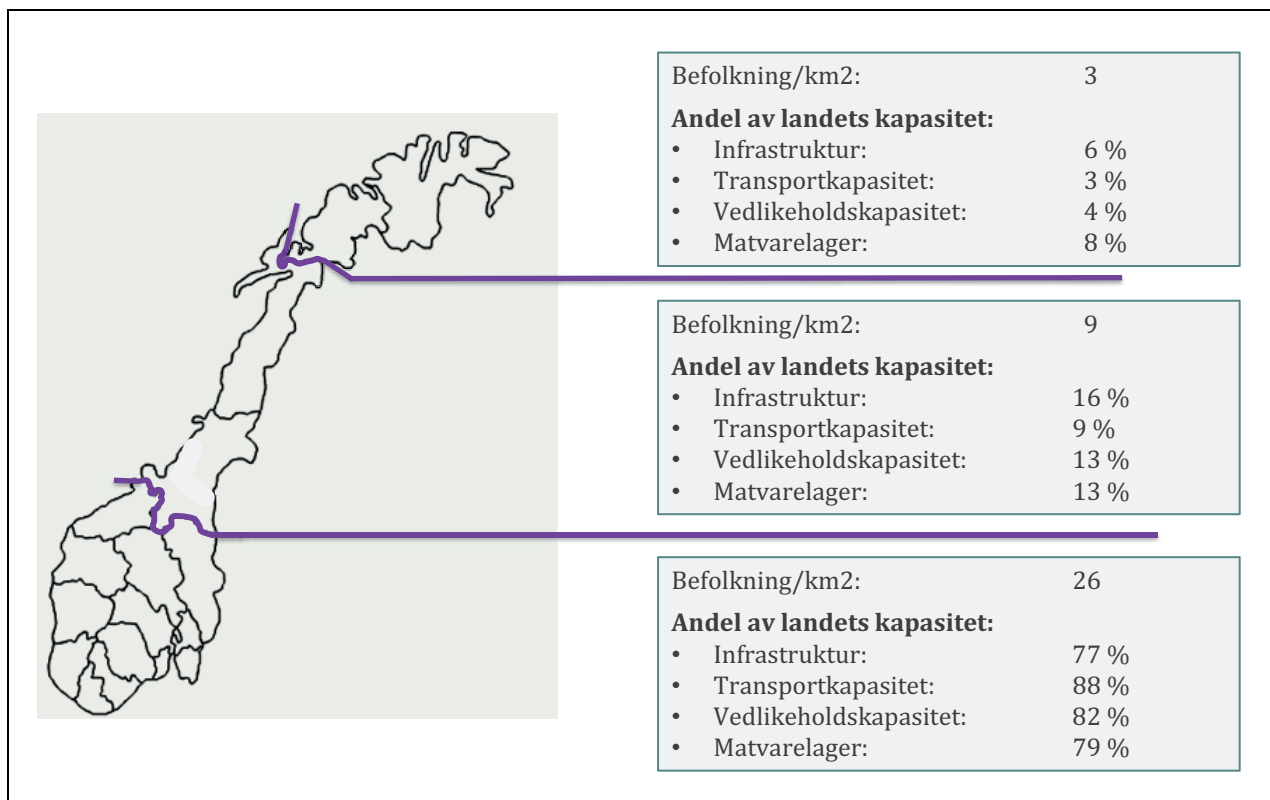 Befolkning/km2: 3
Andel av landets kapasitet:
• Infrastruktur: 6 %
• Transportkapasitet: 3 %
• Vedlikeholdskapasitet: 4 %
• Matvarelager: 8 %
Befolkning/km2: 9
Andel av landets kapasitet:
• Infrastruktur: 16 %
• Transportkapasitet: 9 %
• Vedlikeholdskapasitet: 13 %
• Matvarelager: 13 %
Befolkning/km2: 26
Andel av landets kapasitet:
• Infrastruktur: 77 %
• Transportkapasitet: 88 %
• Vedlikeholdskapasitet: 82 %
• Matvarelager: 79 %